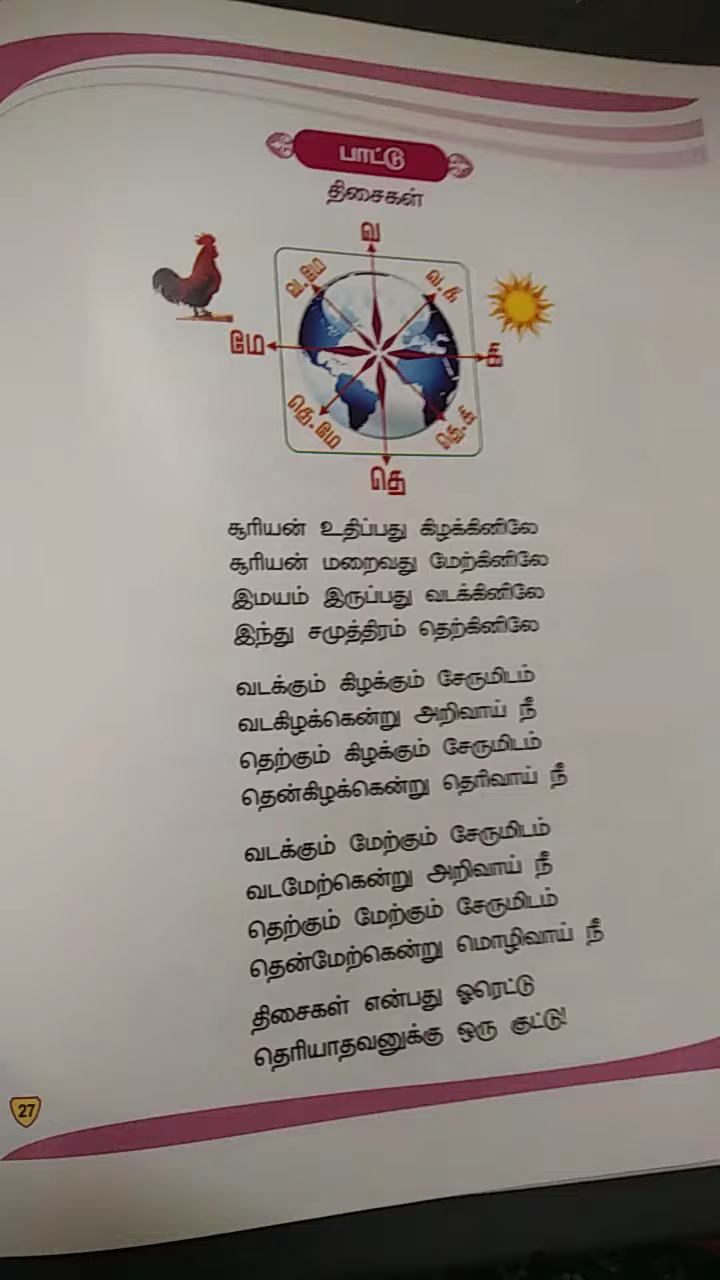 பாட்டு
திசைகள்
வ
வ.மே
வ.கி
மே
கி
தெ.மே
தெ.கி
தெ
சூரியன் உதிப்பது கிழக்கினிலே
சூரியன் மறைவது மேற்கினிலே
இமயம் இருப்பது வடக்கினிலே
இந்து சமுத்திரம் தெற்கினிலே
வடக்கும் கிழக்கும் சேருமிடம்
வடகிழக்கென்று அறிவாய் நீ
தெற்கும் கிழக்கும் சேருமிடம்
தென்கிழக்கென்று தெரிவாய் நீ
வடக்கும் மேற்கும் சேருமிடம்
வடமேற்கென்று அறிவாய் நீ
தெற்கும் மேற்கும் சேருமிடம்
தென்மேற்கென்று மொழிவாய் நீ
திசைகள் என்பது ஓரெட்டு
தெரியாதவனுக்கு ஒரு குட்டு!
27